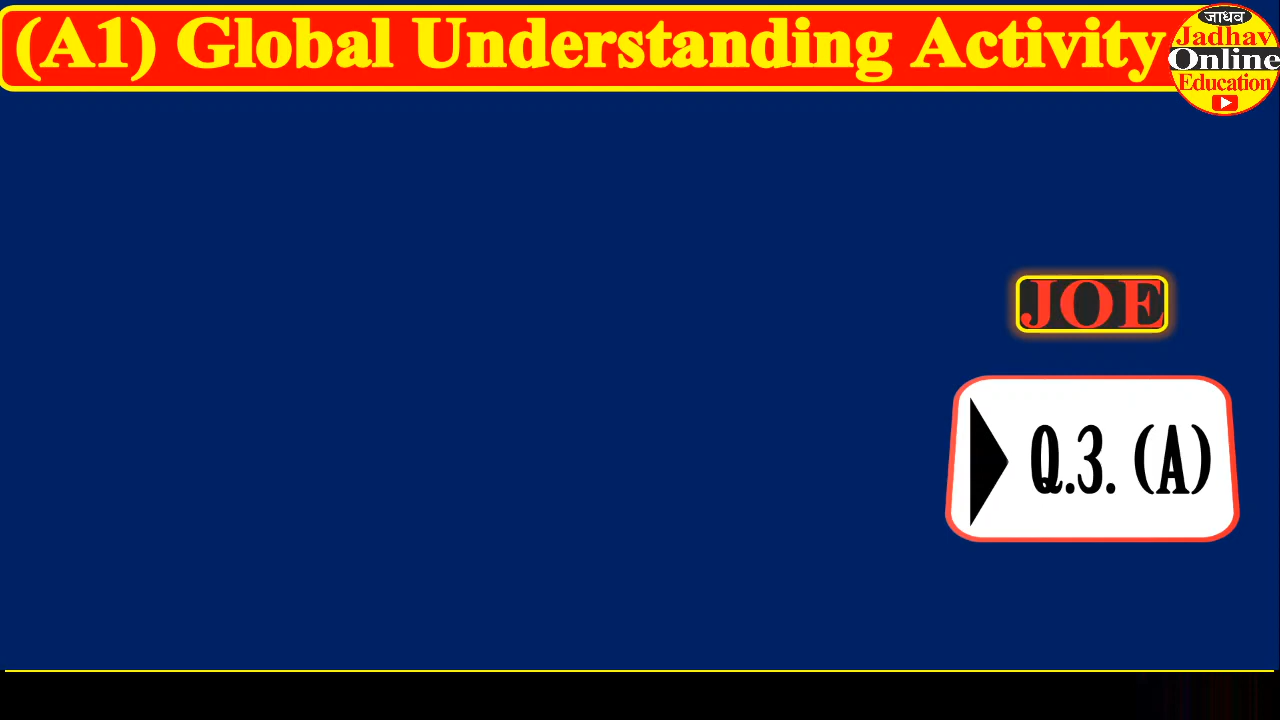 (A1) Global Understanding Activity
जाधव
Jadhav
Online
Education
JOE
Q.3. (A)